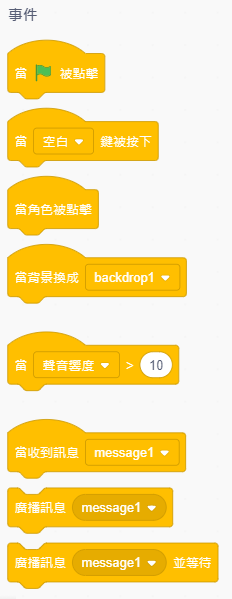 事件
當 被點擊
當 空白 鍵被按下
當角色被點擊
當背景換成 backdrop1
當 聲音響度 > 10
當收到訊息 message1
廣播訊息 message1
廣播訊息 message1 並等待